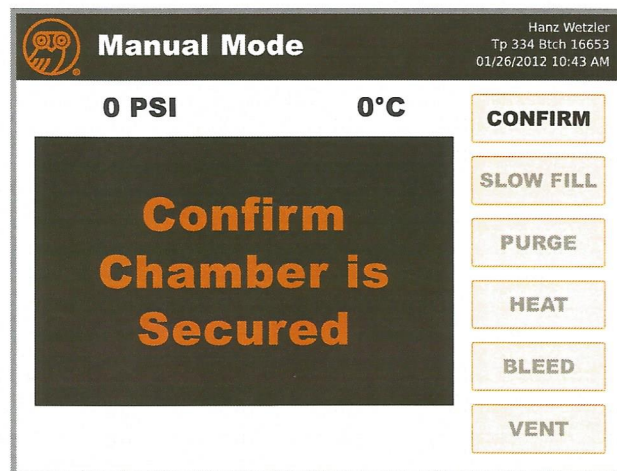 Manual Mode
Hanz Wetzler
Tp 334 Btch 16653
01/26/2012 10:43 AM
0 PSI 0°C
Confirm
Chamber is
Secured
CONFIRM
SLOW FILL
PURGE
HEAT
BLEED
VENT